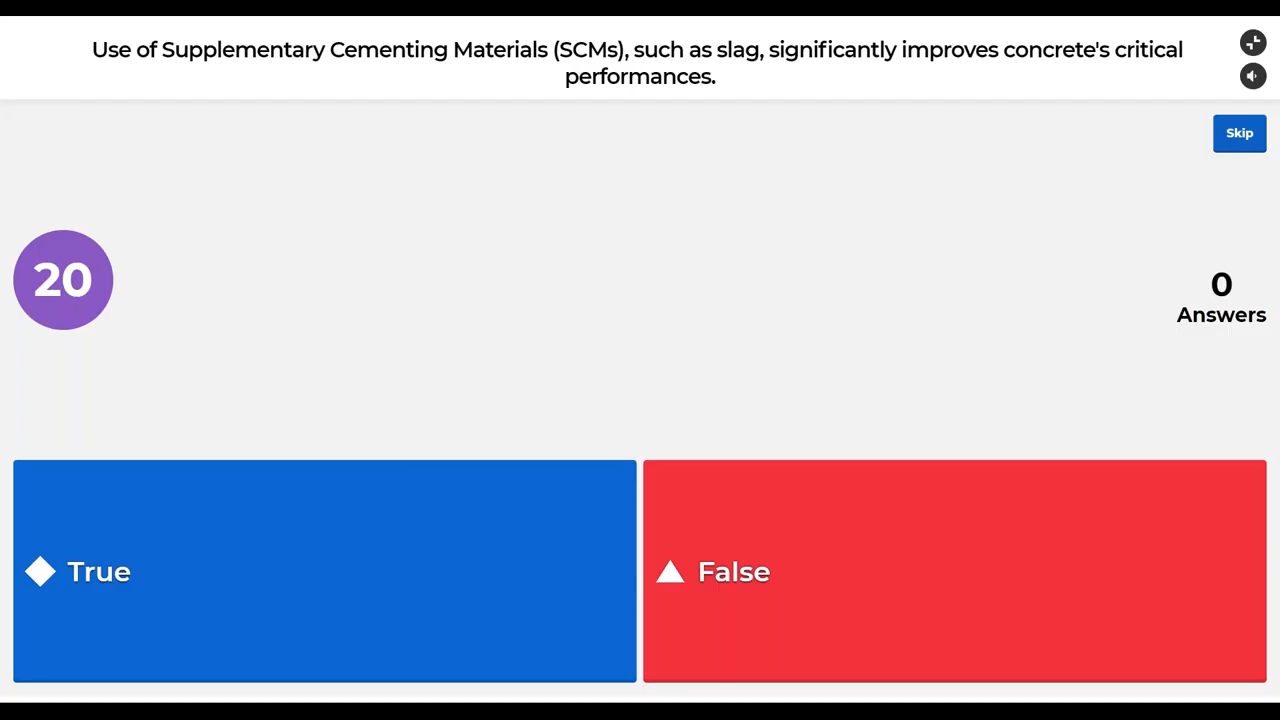 Use of Supplementary Cementing Materials (SCMs), such as slag, significantly improves concrete's critical
performances.
Skip
20
0
Answers
True
False